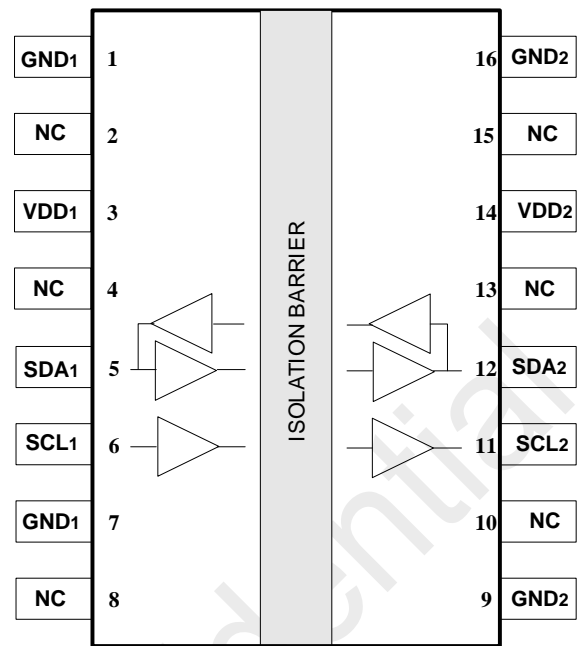 GND1 1 16 GND2
NC 2 15 NC
VDD1 3 14 VDD2
NC 4 13 NC
SDA1 5 12 SDA2
SCL1 6 11 SCL2
GND1 7 10 NC
NC 8 9 GND2
ISOLATION BARRIER